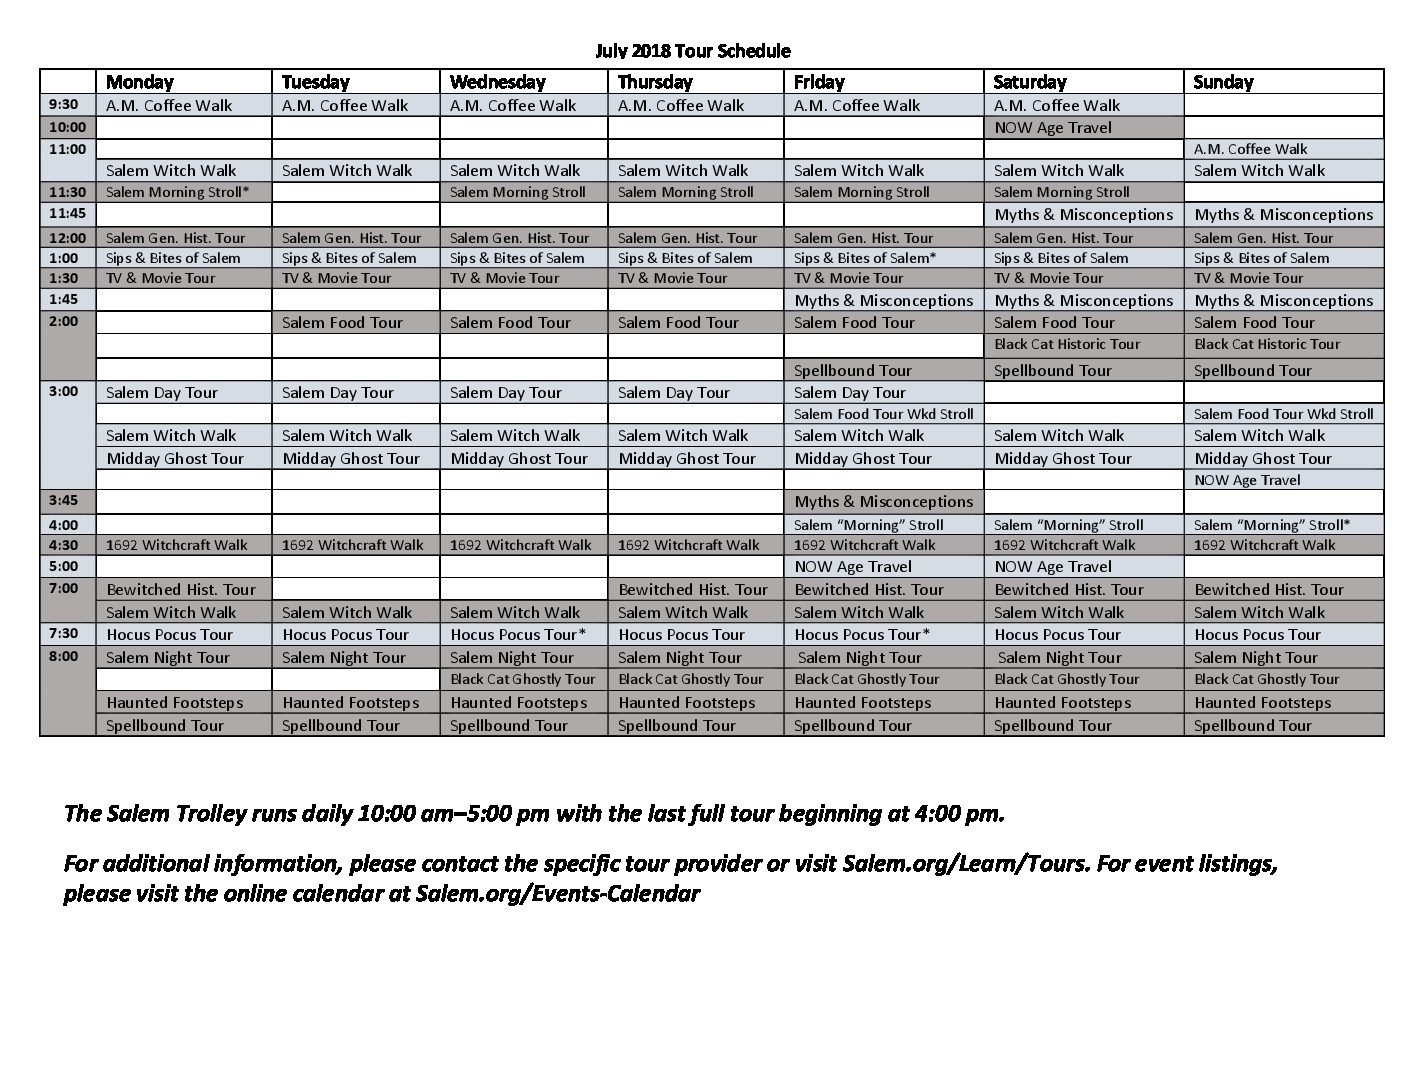 July 2018 Tour Schedule
Monday Tuesday Wednesday Thursday Friday Saturday Sunday
9:30 A.M. Coffee Walk A.M. Coffee Walk A.M. Coffee Walk A.M. Coffee Walk A.M. Coffee Walk A.M. Coffee Walk
10:00 NOW Age Travel
11:00 A.M. Coffee Walk
Salem Witch Walk Salem Witch Walk Salem Witch Walk Salem Witch Walk Salem Witch Walk Salem Witch Walk Salem Witch Walk
11:30 Salem Morning Stroll* Salem Morning Stroll Salem Morning Stroll Salem Morning Stroll Salem Morning Stroll
11:45 Myths & Misconceptions Myths & Misconceptions
12:00 Salem Gen. Hist. Tour Salem Gen. Hist. Tour Salem Gen. Hist. Tour Salem Gen. Hist. Tour Salem Gen. Hist. Tour Salem Gen. Hist. Tour Salem Gen. Hist. Tour
1:00 Sips & Bites of Salem Sips & Bites of Salem Sips & Bites of Salem Sips & Bites of Salem Sips & Bites of Salem* Sips & Bites of Salem Sips & Bites of Salem
1:30 TV & Movie Tour TV & Movie Tour TV & Movie Tour TV & Movie Tour TV & Movie Tour TV & Movie Tour TV & Movie Tour
1:45 Myths & Misconceptions Myths & Misconceptions Myths & Misconceptions
2:00 Salem Food Tour Salem Food Tour Salem Food Tour Salem Food Tour Salem Food Tour Salem Food Tour
Black Cat Historic Tour Black Cat Historic Tour
Spellbound Tour Spellbound Tour Spellbound Tour
3:00 Salem Day Tour Salem Day Tour Salem Day Tour Salem Day Tour Salem Day Tour
Salem Food Tour Wkd Stroll Salem Food Tour Wkd Stroll
Salem Witch Walk Salem Witch Walk Salem Witch Walk Salem Witch Walk Salem Witch Walk Salem Witch Walk Salem Witch Walk
Midday Ghost Tour Midday Ghost Tour Midday Ghost Tour Midday Ghost Tour Midday Ghost Tour Midday Ghost Tour Midday Ghost Tour
NOW Age Travel
3:45 Myths & Misconceptions
4:00 Salem “Morning” Stroll Salem “Morning” Stroll Salem “Morning” Stroll*
4:30 1692 Witchcraft Walk 1692 Witchcraft Walk 1692 Witchcraft Walk 1692 Witchcraft Walk 1692 Witchcraft Walk 1692 Witchcraft Walk 1692 Witchcraft Walk
5:00 NOW Age Travel NOW Age Travel
7:00 Bewitched Hist. Tour Bewitched Hist. Tour Bewitched Hist. Tour Bewitched Hist. Tour Bewitched Hist. Tour
Salem Witch Walk Salem Witch Walk Salem Witch Walk Salem Witch Walk Salem Witch Walk Salem Witch Walk Salem Witch Walk
7:30 Hocus Pocus Tour Hocus Pocus Tour Hocus Pocus Tour* Hocus Pocus Tour Hocus Pocus Tour* Hocus Pocus Tour Hocus Pocus Tour
8:00 Salem Night Tour Salem Night Tour Salem Night Tour Salem Night Tour Salem Night Tour Salem Night Tour Salem Night Tour
Black Cat Ghostly Tour Black Cat Ghostly Tour Black Cat Ghostly Tour Black Cat Ghostly Tour Black Cat Ghostly Tour
Haunted Footsteps Haunted Footsteps Haunted Footsteps Haunted Footsteps Haunted Footsteps Haunted Footsteps Haunted Footsteps
Spellbound Tour Spellbound Tour Spellbound Tour Spellbound Tour Spellbound Tour Spellbound Tour Spellbound Tour
The Salem Trolley runs daily 10:00 am–5:00 pm with the last full tour beginning at 4:00 pm.
For additional information, please contact the specific tour provider or visit Salem.org/Learn/Tours. For event listings,
please visit the online calendar at Salem.org/Events-Calendar